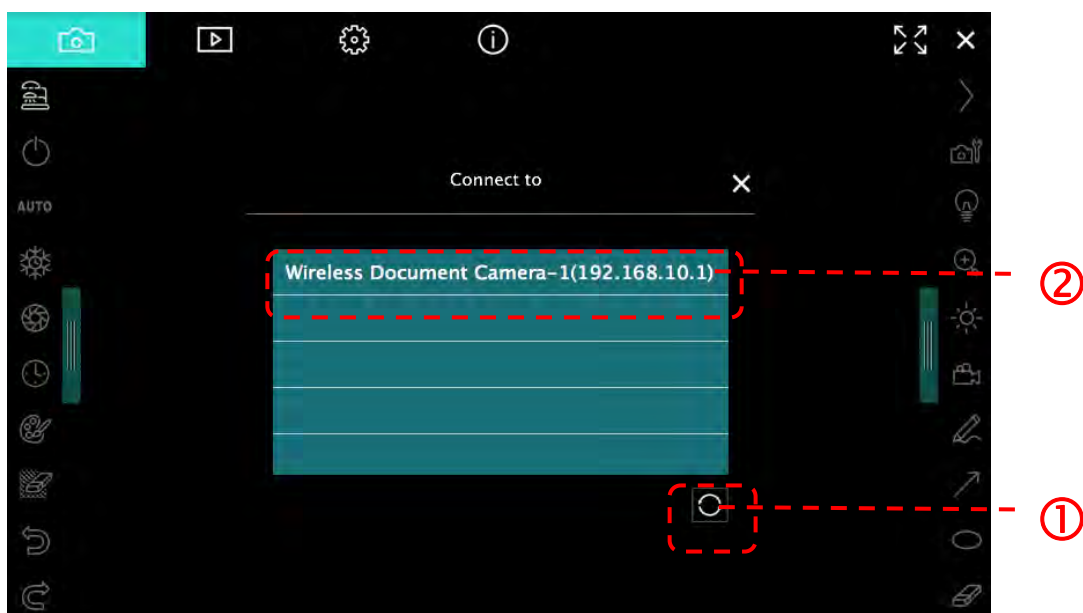 Connect to
AUTO
Wireless Document Camera-1(192.168.10.1)
②
①